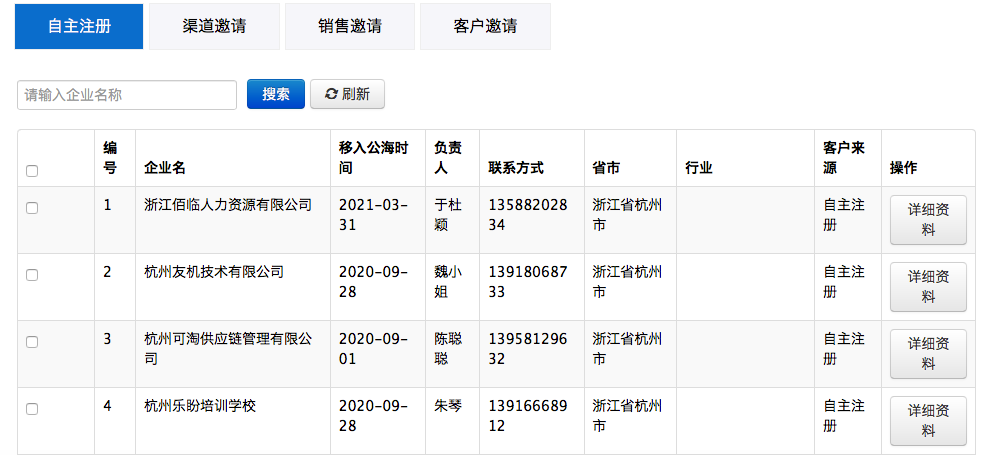 自主注册 渠道邀请 销售邀请 客户邀请
请输入企业名称 搜索 刷新
编号 企业名 移入公海时间 负责人 联系方式 省市 行业 客户来源 操作
1 浙江佰临人力资源有限公司 2021-03-31 于杜颖 13588202834 浙江省杭州市 自主注册 详细资料
2 杭州友机技术有限公司 2020-09-28 魏小姐 13918068733 浙江省杭州市 自主注册 详细资料
3 杭州可淘供应链管理有限公司 2020-09-01 陈聪聪 13958129632 浙江省杭州市 自主注册 详细资料
4 杭州乐盼培训学校 2020-09-28 朱琴 13916668912 浙江省杭州市 自主注册 详细资料